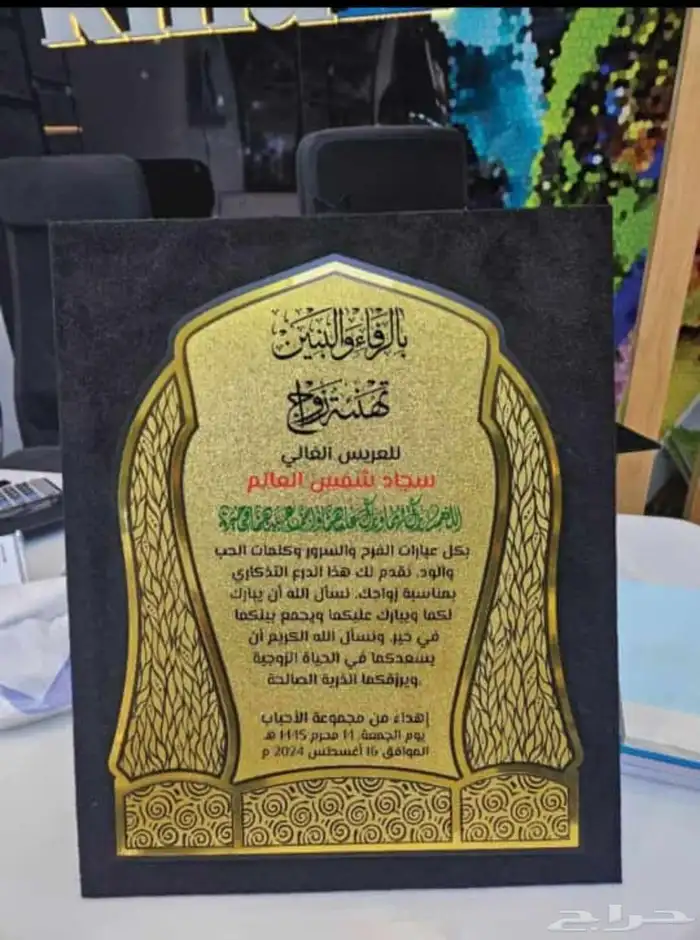 بالرفاء والبنين
تهنئة زواج
للعريس الغالي
سجاد شمس العالم
بكل عبارات الفرح والسرور وكلمات الحب
والود، نقدم لك هذا الدرع التذكاري
بمناسبة زواجك، نسأل الله أن يبارك
لكما ويبارك عليكما ويجمع بينكما
في خير، ونسأل الله الكريم أن
يسعدكما في الحياة الزوجية
ويرزقكما الذرية الصالحة.
إهداء من مجموعة الأحباب
يوم الجمعة، 11 محرم 1445 هـ
الموافق 16 أغسطس 2024 م
حراج